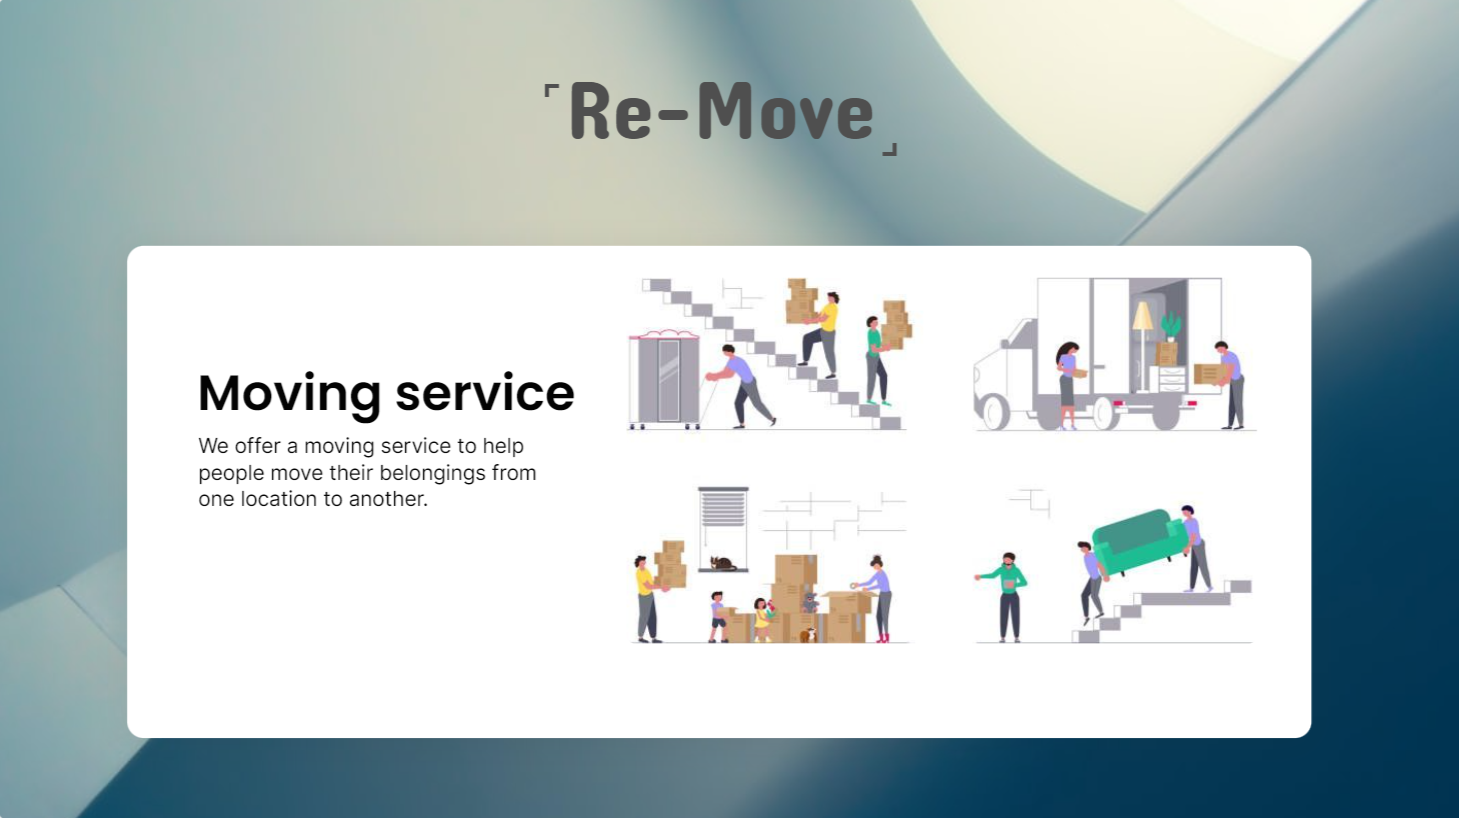 Re-Move
Moving service
We offer a moving service to help
people move their belongings from
one location to another.